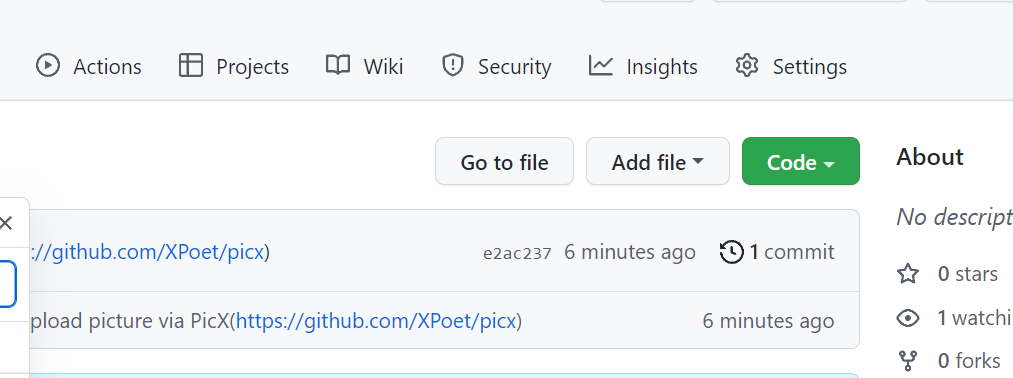 Actions Projects Wiki Security Insights Settings
Go to file Add file Code About
No descript
://github.com/XPoet/picx) e2ac237 6 minutes ago 1 commit
0 stars
pload picture via PicX(https://github.com/XPoet/picx) 6 minutes ago
1 watchi
0 forks